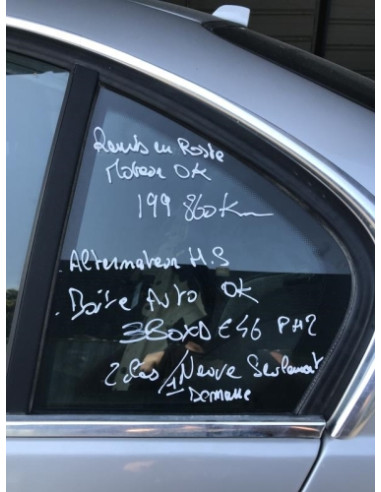 Remis en Route
Moteur OK
199 860 Km
. Alternateur H.S
. Boite Auto OK
330XD E46 PH2
2 cles / 1 Neuve Seulement
Demarre